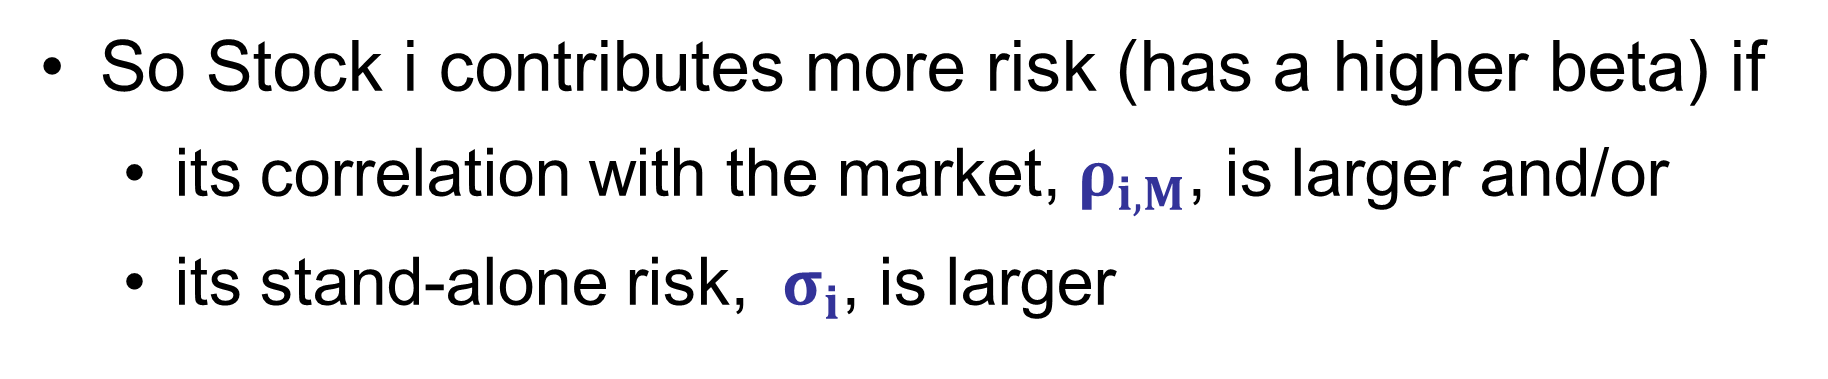 • So Stock i contributes more risk (has a higher beta) if
• its correlation with the market, ρi,M, is larger and/or
• its stand-alone risk,  σi, is larger